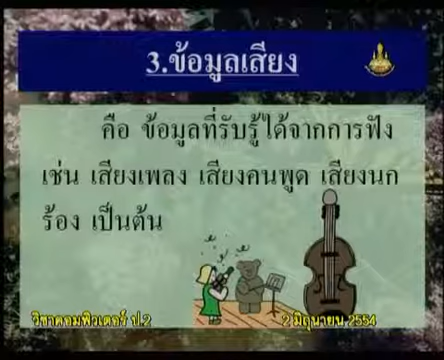 3.ข้อมูลเสียง
คือ ข้อมูลที่รับรู้ได้จากการฟัง
เช่น เสียงเพลง เสียงคนพูด เสียงนก
ร้อง เป็นต้น
วิชาคอมพิวเตอร์ ป.2
2 มิถุนายน 2554